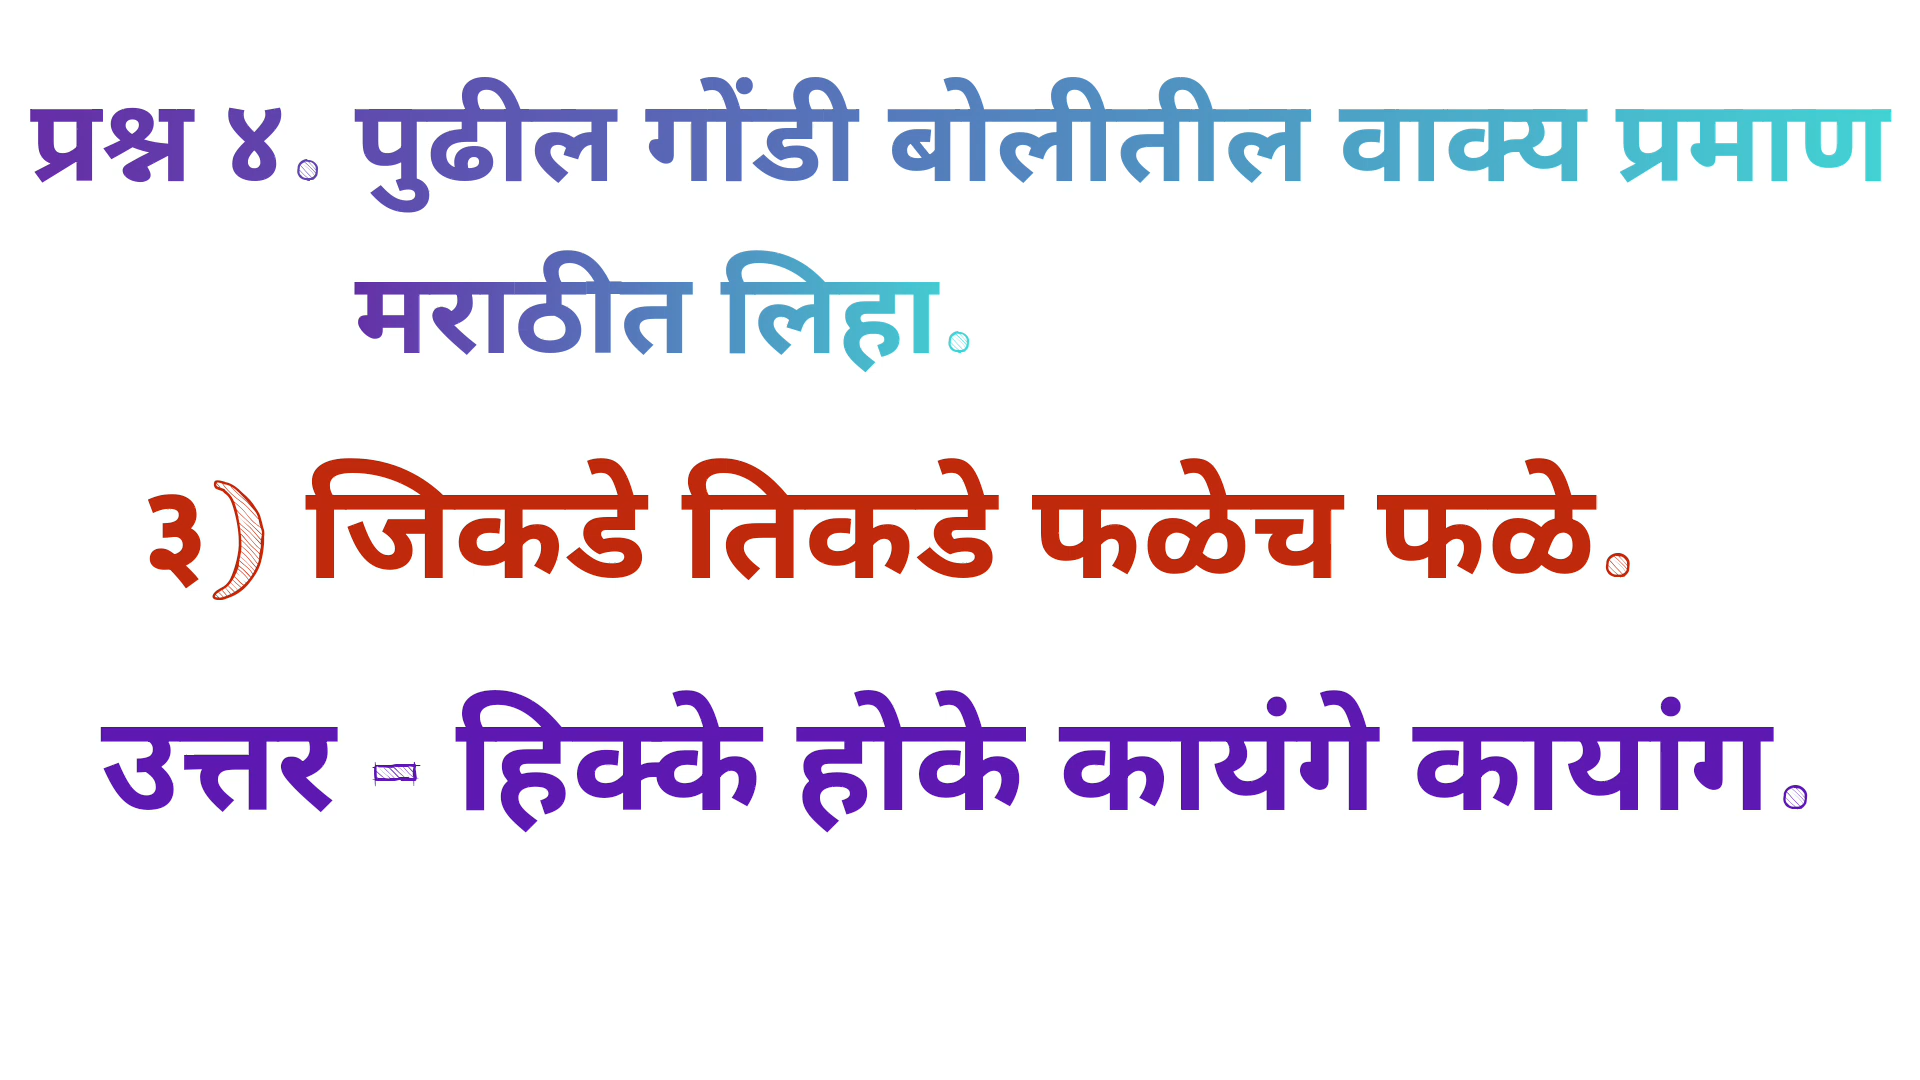 प्रश्न ४. पुढील गोंडी बोलीतील वाक्य प्रमाण
मराठीत लिहा.
३) जिकडे तिकडे फळेच फळे.
उत्तर - हिक्के होके कायंगे कायांग.